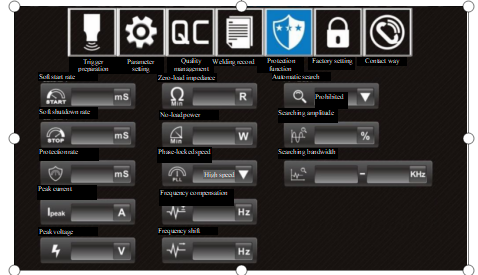 QC
Trigger
preparation
Parameter
setting
Quality
management
Welding record
Protection
function
Factory setting
Contact way
Soft start rate
START
mS
Zero-load impedance
Ω
Min
R
Automatic search
Prohibited
Soft shutdown rate
STOP
mS
No-load power
Min
W
Searching amplitude
%
Protection rate
mS
Phase-locked speed
PLL
High speed
Searching bandwidth
–
KHz
Peak current
Ipeak
A
Frequency compensation
Hz
Peak voltage
V
Frequency shift
Hz